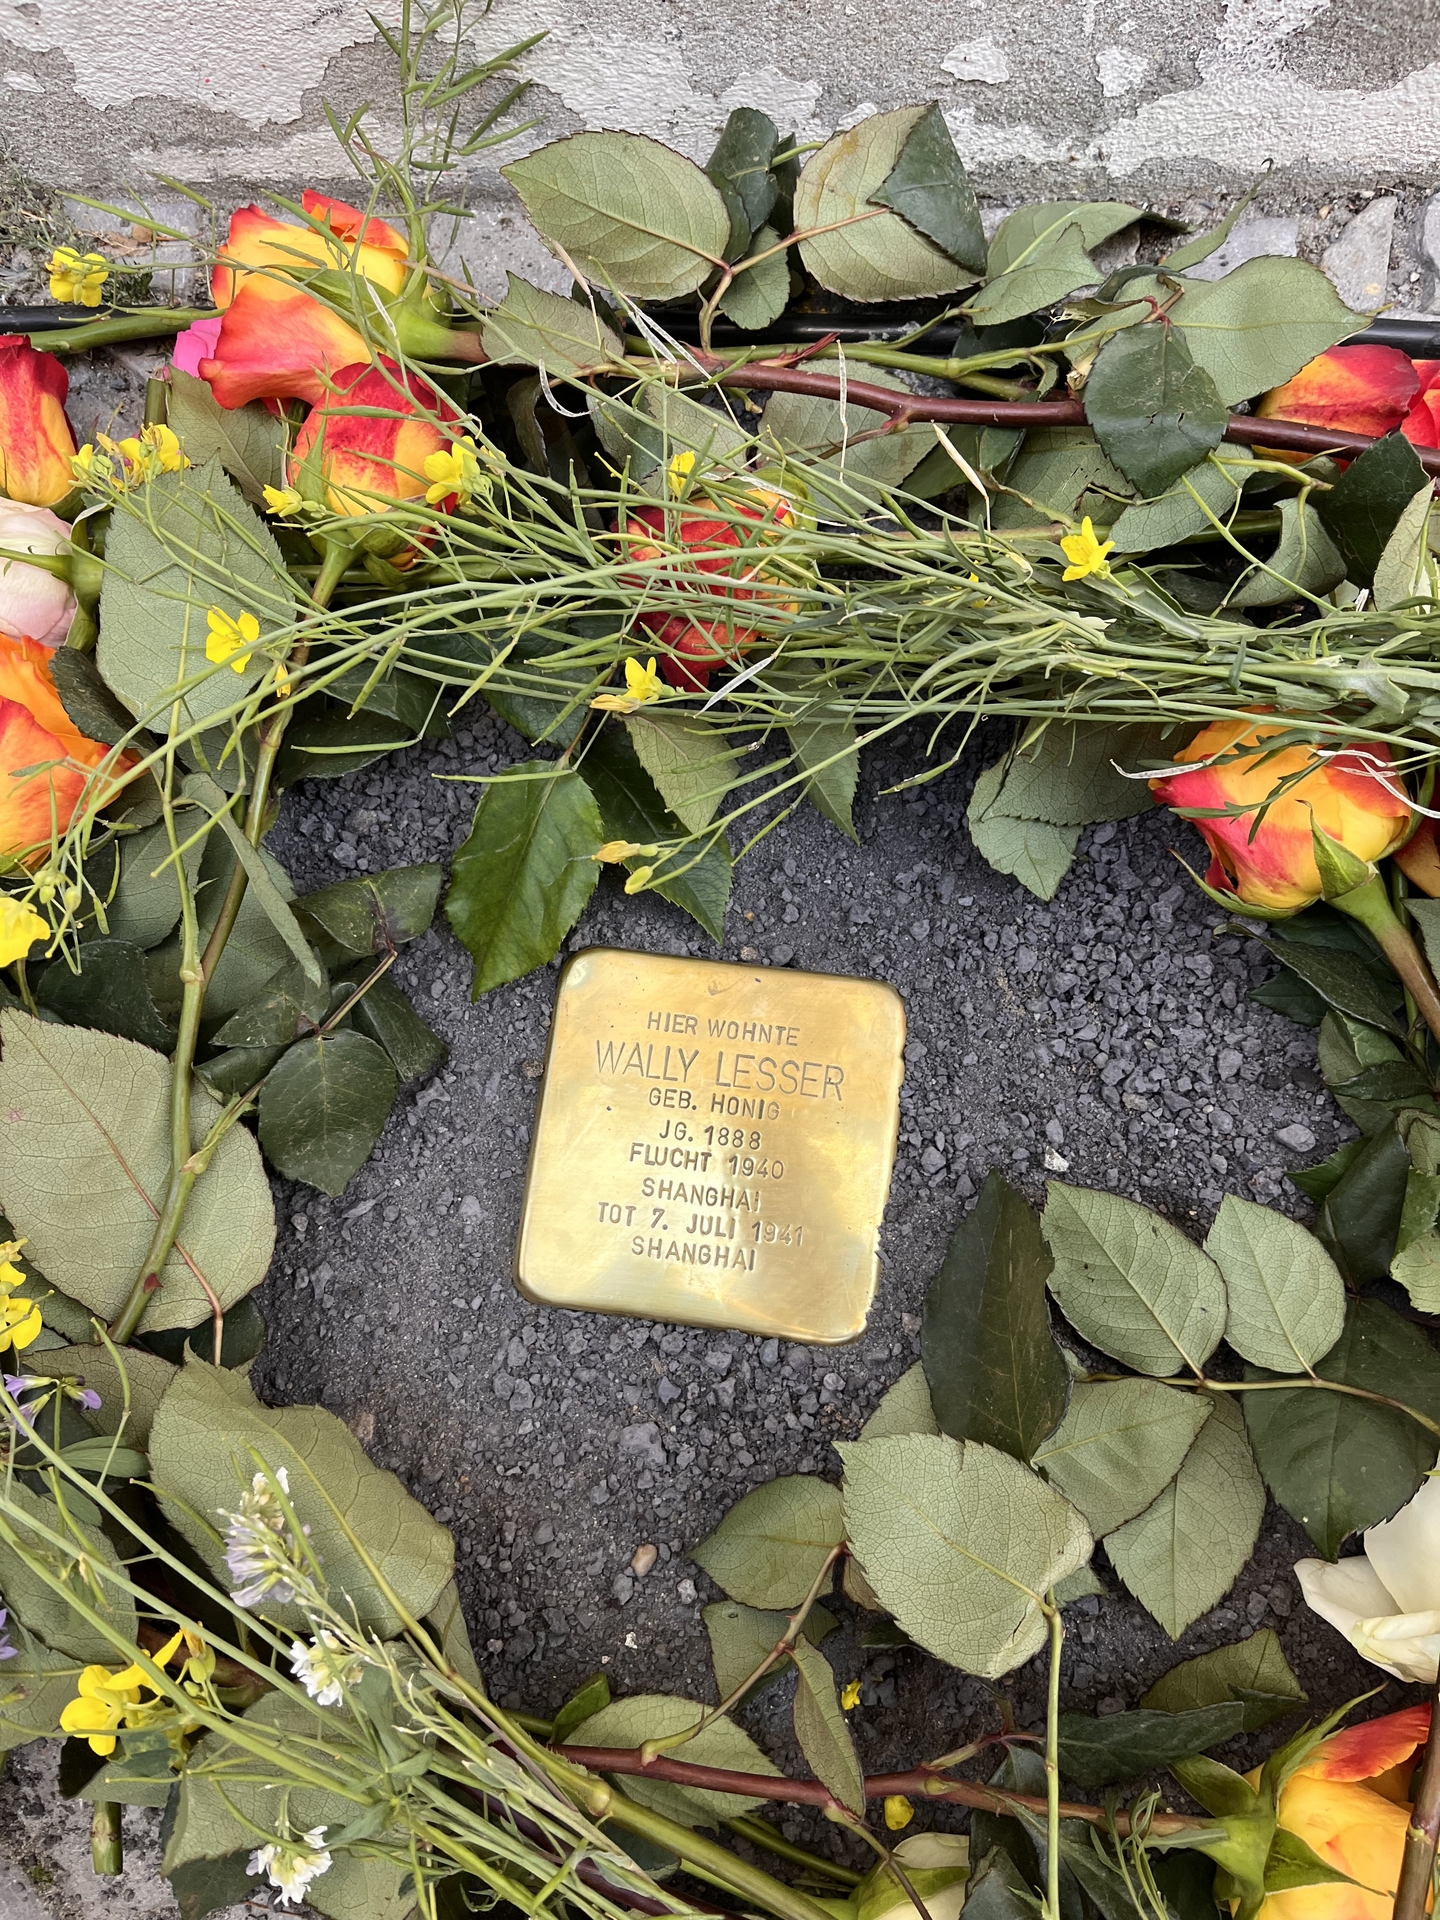 HIER WOHNTE
WALLY LESSER
GEB. HONIG
JG. 1888
FLUCHT 1940
SHANGHAI
TOT 7. JULI 1941
SHANGHAI